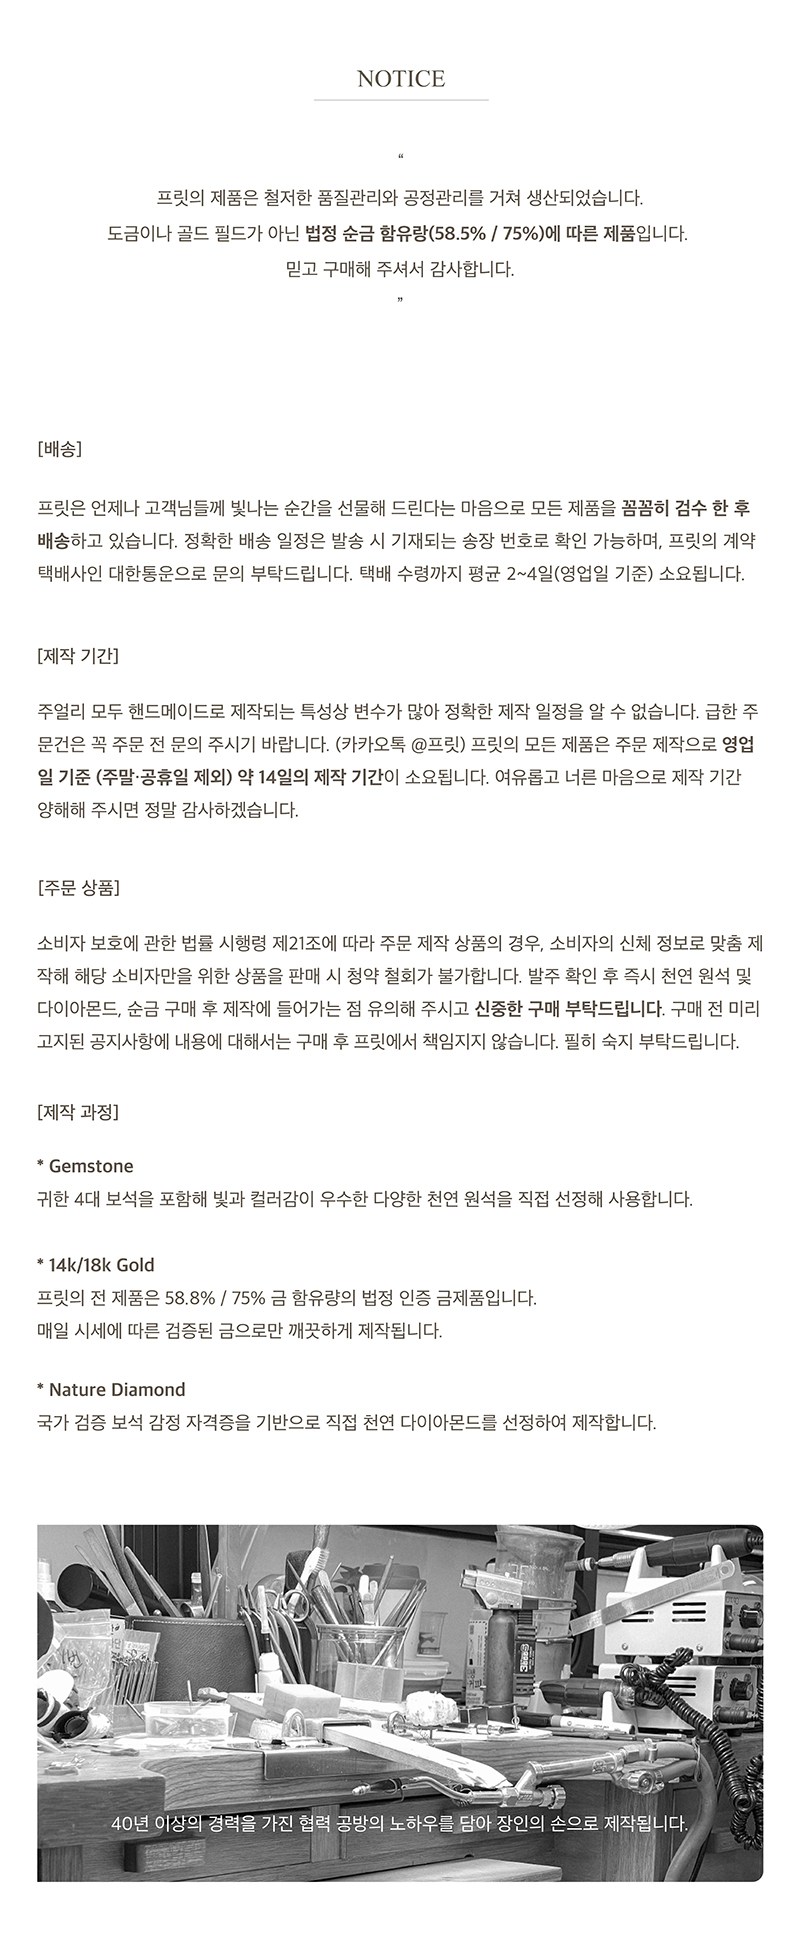 NOTICE
“
프릿의 제품은 철저한 품질관리와 공정관리를 거쳐 생산되었습니다.
도금이나 골드 필드가 아닌 법정 순금 함유량(58.5% / 75%)에 따른 제품입니다.
믿고 구매해 주셔서 감사합니다.
”
[배송]
프릿은 언제나 고객님들께 빛나는 순간을 선물해 드린다는 마음으로 모든 제품을 꼼꼼히 검수 한 후
배송하고 있습니다. 정확한 배송 일정은 발송 시 기재되는 송장 번호로 확인 가능하며, 프릿의 계약
택배사인 대한통운으로 문의 부탁드립니다. 택배 수령까지 평균 2~4일(영업일 기준) 소요됩니다.
[제작 기간]
주얼리 모두 핸드메이드로 제작되는 특성상 변수가 많아 정확한 제작 일정을 알 수 없습니다. 급한 주
문건은 꼭 주문 전 문의 주시기 바랍니다. (카카오톡 @프릿) 프릿의 모든 제품은 주문 제작으로 영업
일 기준 (주말·공휴일 제외) 약 14일의 제작 기간이 소요됩니다. 여유롭고 너른 마음으로 제작 기간
양해해 주시면 정말 감사하겠습니다.
[주문 상품]
소비자 보호에 관한 법률 시행령 제21조에 따라 주문 제작 상품의 경우, 소비자의 신체 정보로 맞춤 제
작해 해당 소비자만을 위한 상품을 판매 시 청약 철회가 불가합니다. 발주 확인 후 즉시 천연 원석 및
다이아몬드, 순금 구매 후 제작에 들어가는 점 유의해 주시고 신중한 구매 부탁드립니다. 구매 전 미리
고지된 공지사항에 내용에 대해서는 구매 후 프릿에서 책임지지 않습니다. 필히 숙지 부탁드립니다.
[제작 과정]
* Gemstone
귀한 4대 보석을 포함해 빛과 컬러감이 우수한 다양한 천연 원석을 직접 선정해 사용합니다.
* 14k/18k Gold
프릿의 전 제품은 58.8% / 75% 금 함유량의 법정 인증 금제품입니다.
매일 시세에 따른 검증된 금으로만 깨끗하게 제작됩니다.
* Nature Diamond
국가 검증 보석 감정 자격증을 기반으로 직접 천연 다이아몬드를 선정하여 제작합니다.
40년 이상의 경력을 가진 협력 공방의 노하우를 담아 장인의 손으로 제작됩니다.